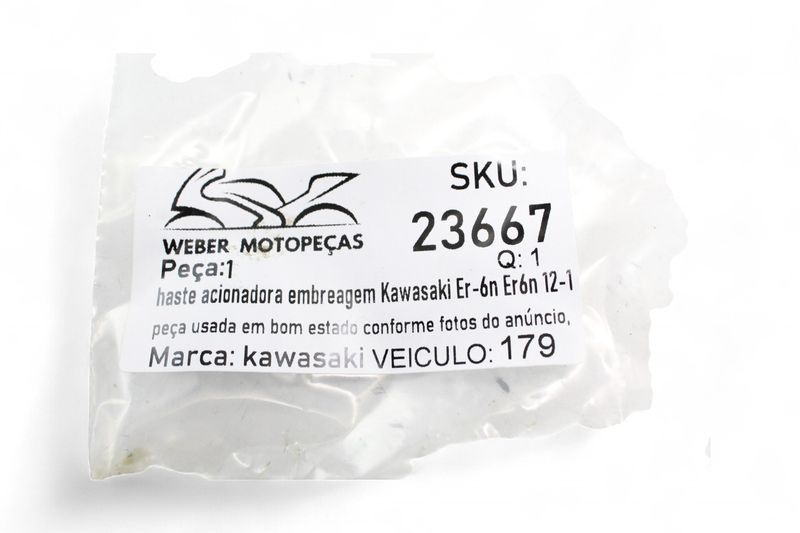 WEBER MOTOPEÇAS
SKU:
23667
Peça:1
Q: 1
haste acionadora embreagem Kawasaki Er-6n Er6n 12-1
peça usada em bom estado conforme fotos do anúncio,
Marca: kawasaki VEICULO: 179